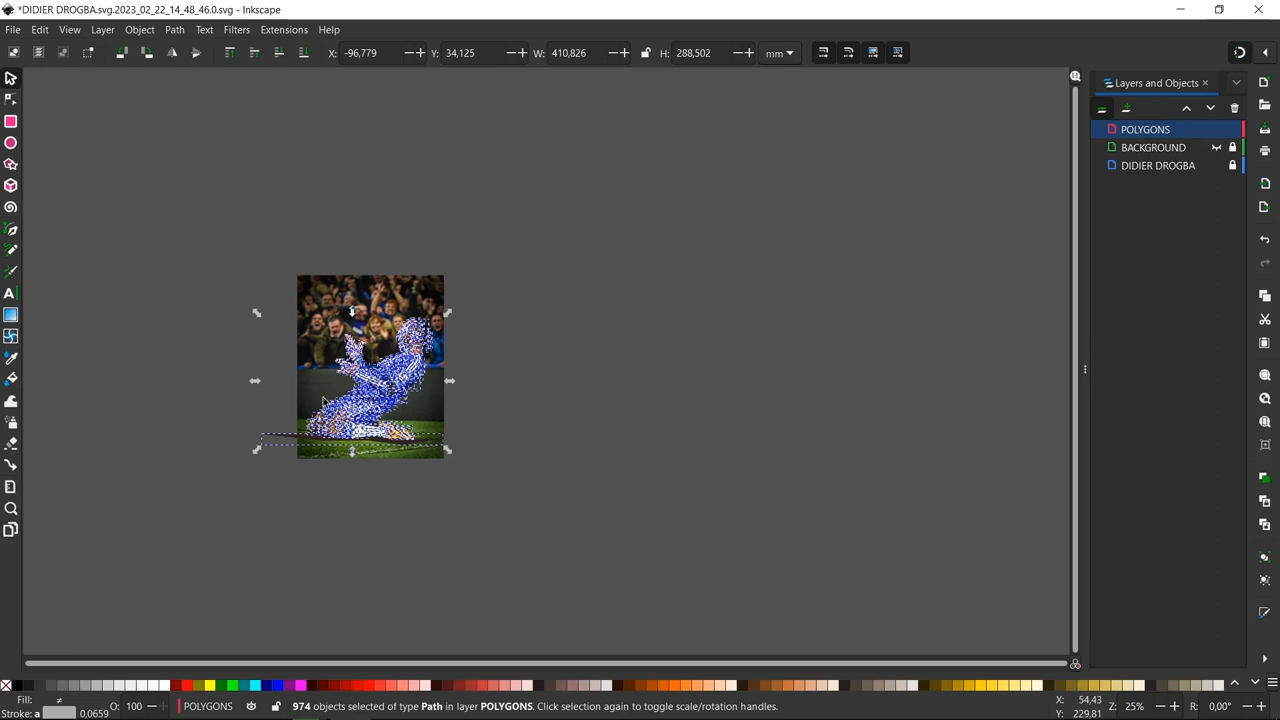 *DIDIER DROGBA.svg.2023_02_22_14_48_46.0.svg - Inkscape
File Edit View Layer Object Path Text Filters Extensions Help
X: -96,779 Y: 34,125 W: 410,826 H: 288,502 mm
Layers and Objects
POLYGONS
BACKGROUND
DIDIER DROGBA
Fill: ≠ O: 100 POLYGONS 974 objects selected of type Path in layer POLYGONS. Click selection again to toggle scale/rotation handles. X: 54,43 Z: 25% R: 0,00°
Stroke: a 0,0659 Y: 229,81